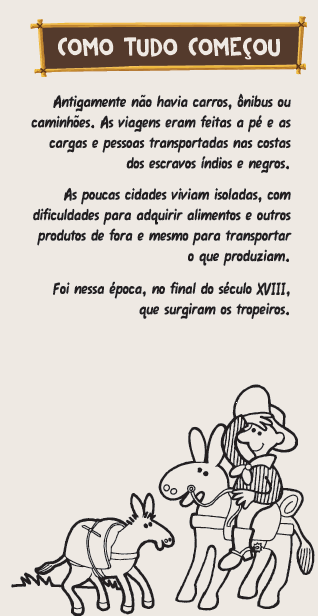 COMO TUDO COMEÇOU
Antigamente não havia carros, ônibus ou
caminhões. As viagens eram feitas a pé e as
cargas e pessoas transportadas nas costas
dos escravos índios e negros.
As poucas cidades viviam isoladas, com
dificuldades para adquirir alimentos e outros
produtos de fora e mesmo para transportar
o que produziam.
Foi nessa época, no final do século XVIII,
que surgiram os tropeiros.